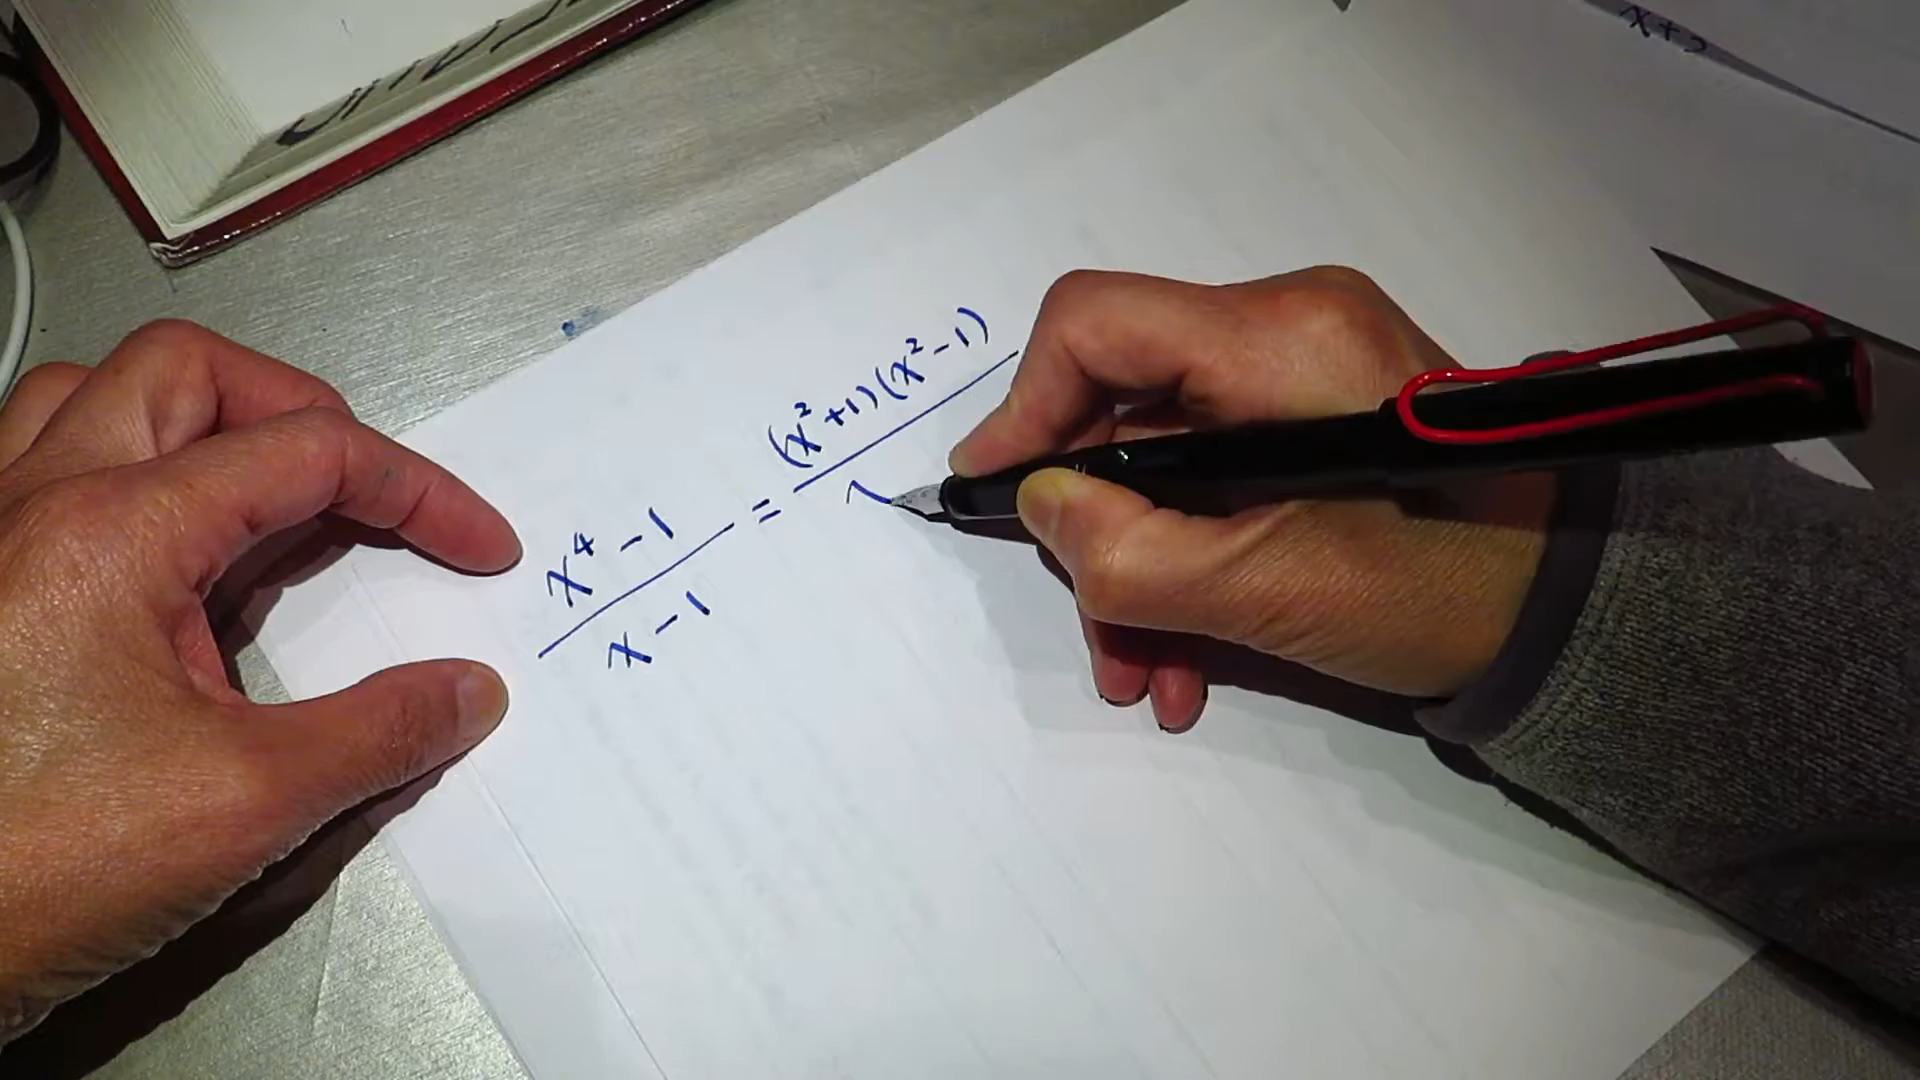 x⁴ - 1 / x - 1 = (x² + 1)(x² - 1) /